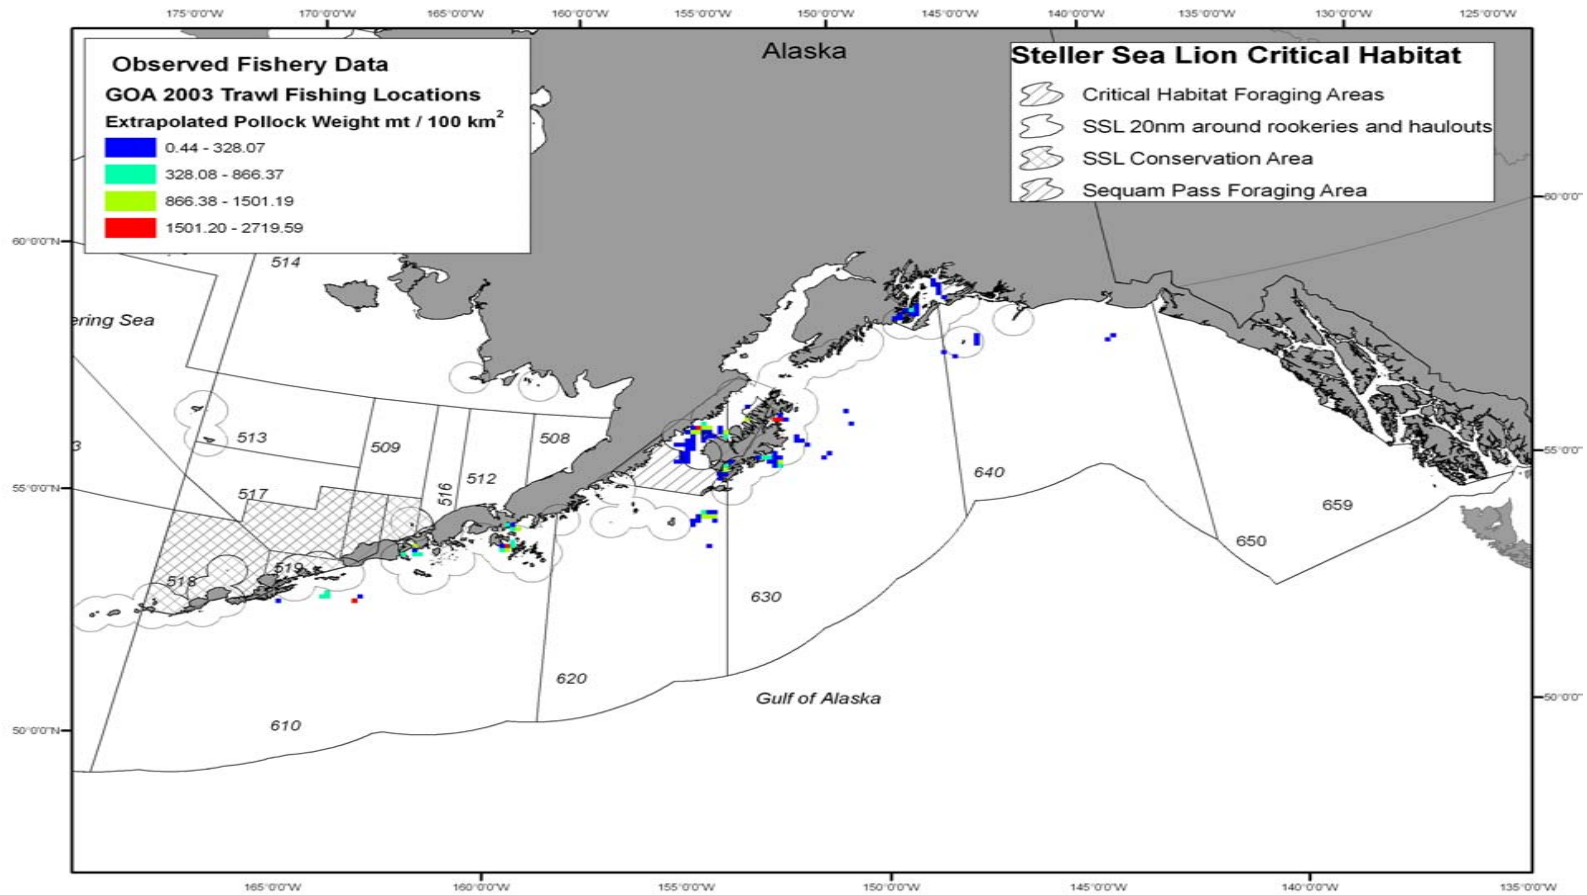 175°0'0"W 170°0'0"W 165°0'0"W 160°0'0"W 155°0'0"W 150°0'0"W 145°0'0"W 140°0'0"W 135°0'0"W 130°0'0"W 125°0'0"W
Alaska
Observed Fishery Data
GOA 2003 Trawl Fishing Locations
Extrapolated Pollock Weight mt / 100 km2
0.44 - 328.07
328.08 - 866.37
866.38 - 1501.19
1501.20 - 2719.59
Steller Sea Lion Critical Habitat
Critical Habitat Foraging Areas
SSL 20nm around rookeries and haulouts
SSL Conservation Area
Sequam Pass Foraging Area
60°0'0"N
60°0'0"W
514
ering Sea
513
509
508
3
55°0'0"W
517
516
512
640
55°0'0"N
659
650
518
519
630
620
Gulf of Alaska
50°0'0"W
610
50°0'0"N
165°0'0"W 160°0'0"W 155°0'0"W 150°0'0"W 145°0'0"W 140°0'0"W 135°0'0"W